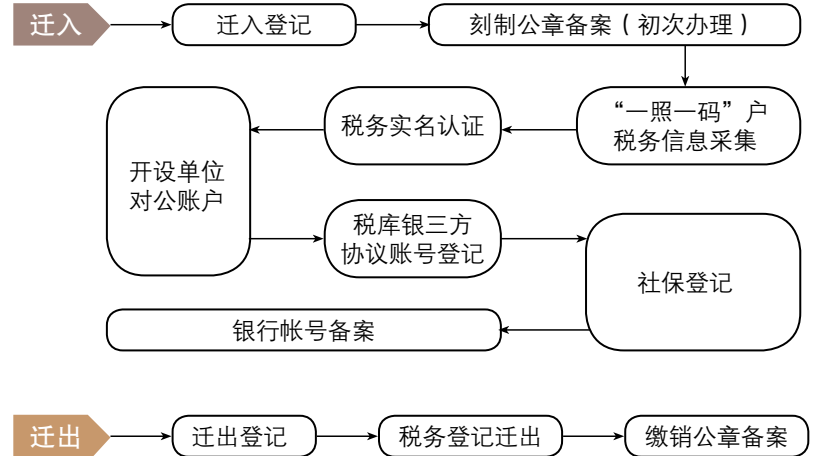 迁入
迁入登记
刻制公章备案（初次办理）
“一照一码”户
税务信息采集
税务实名认证
开设单位
对公账户
税库银三方
协议账号登记
社保登记
银行帐号备案
迁出
迁出登记
税务登记迁出
缴销公章备案